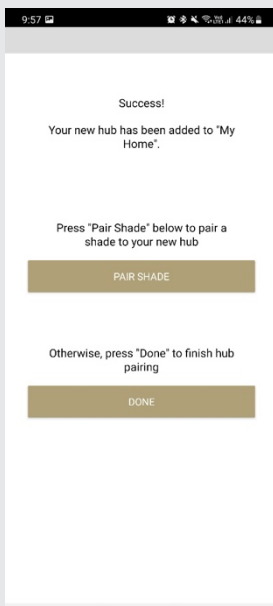 9:57
44%
Success!
Your new hub has been added to "My
Home".
Press "Pair Shade" below to pair a
shade to your new hub
PAIR SHADE
Otherwise, press "Done" to finish hub
pairing
DONE